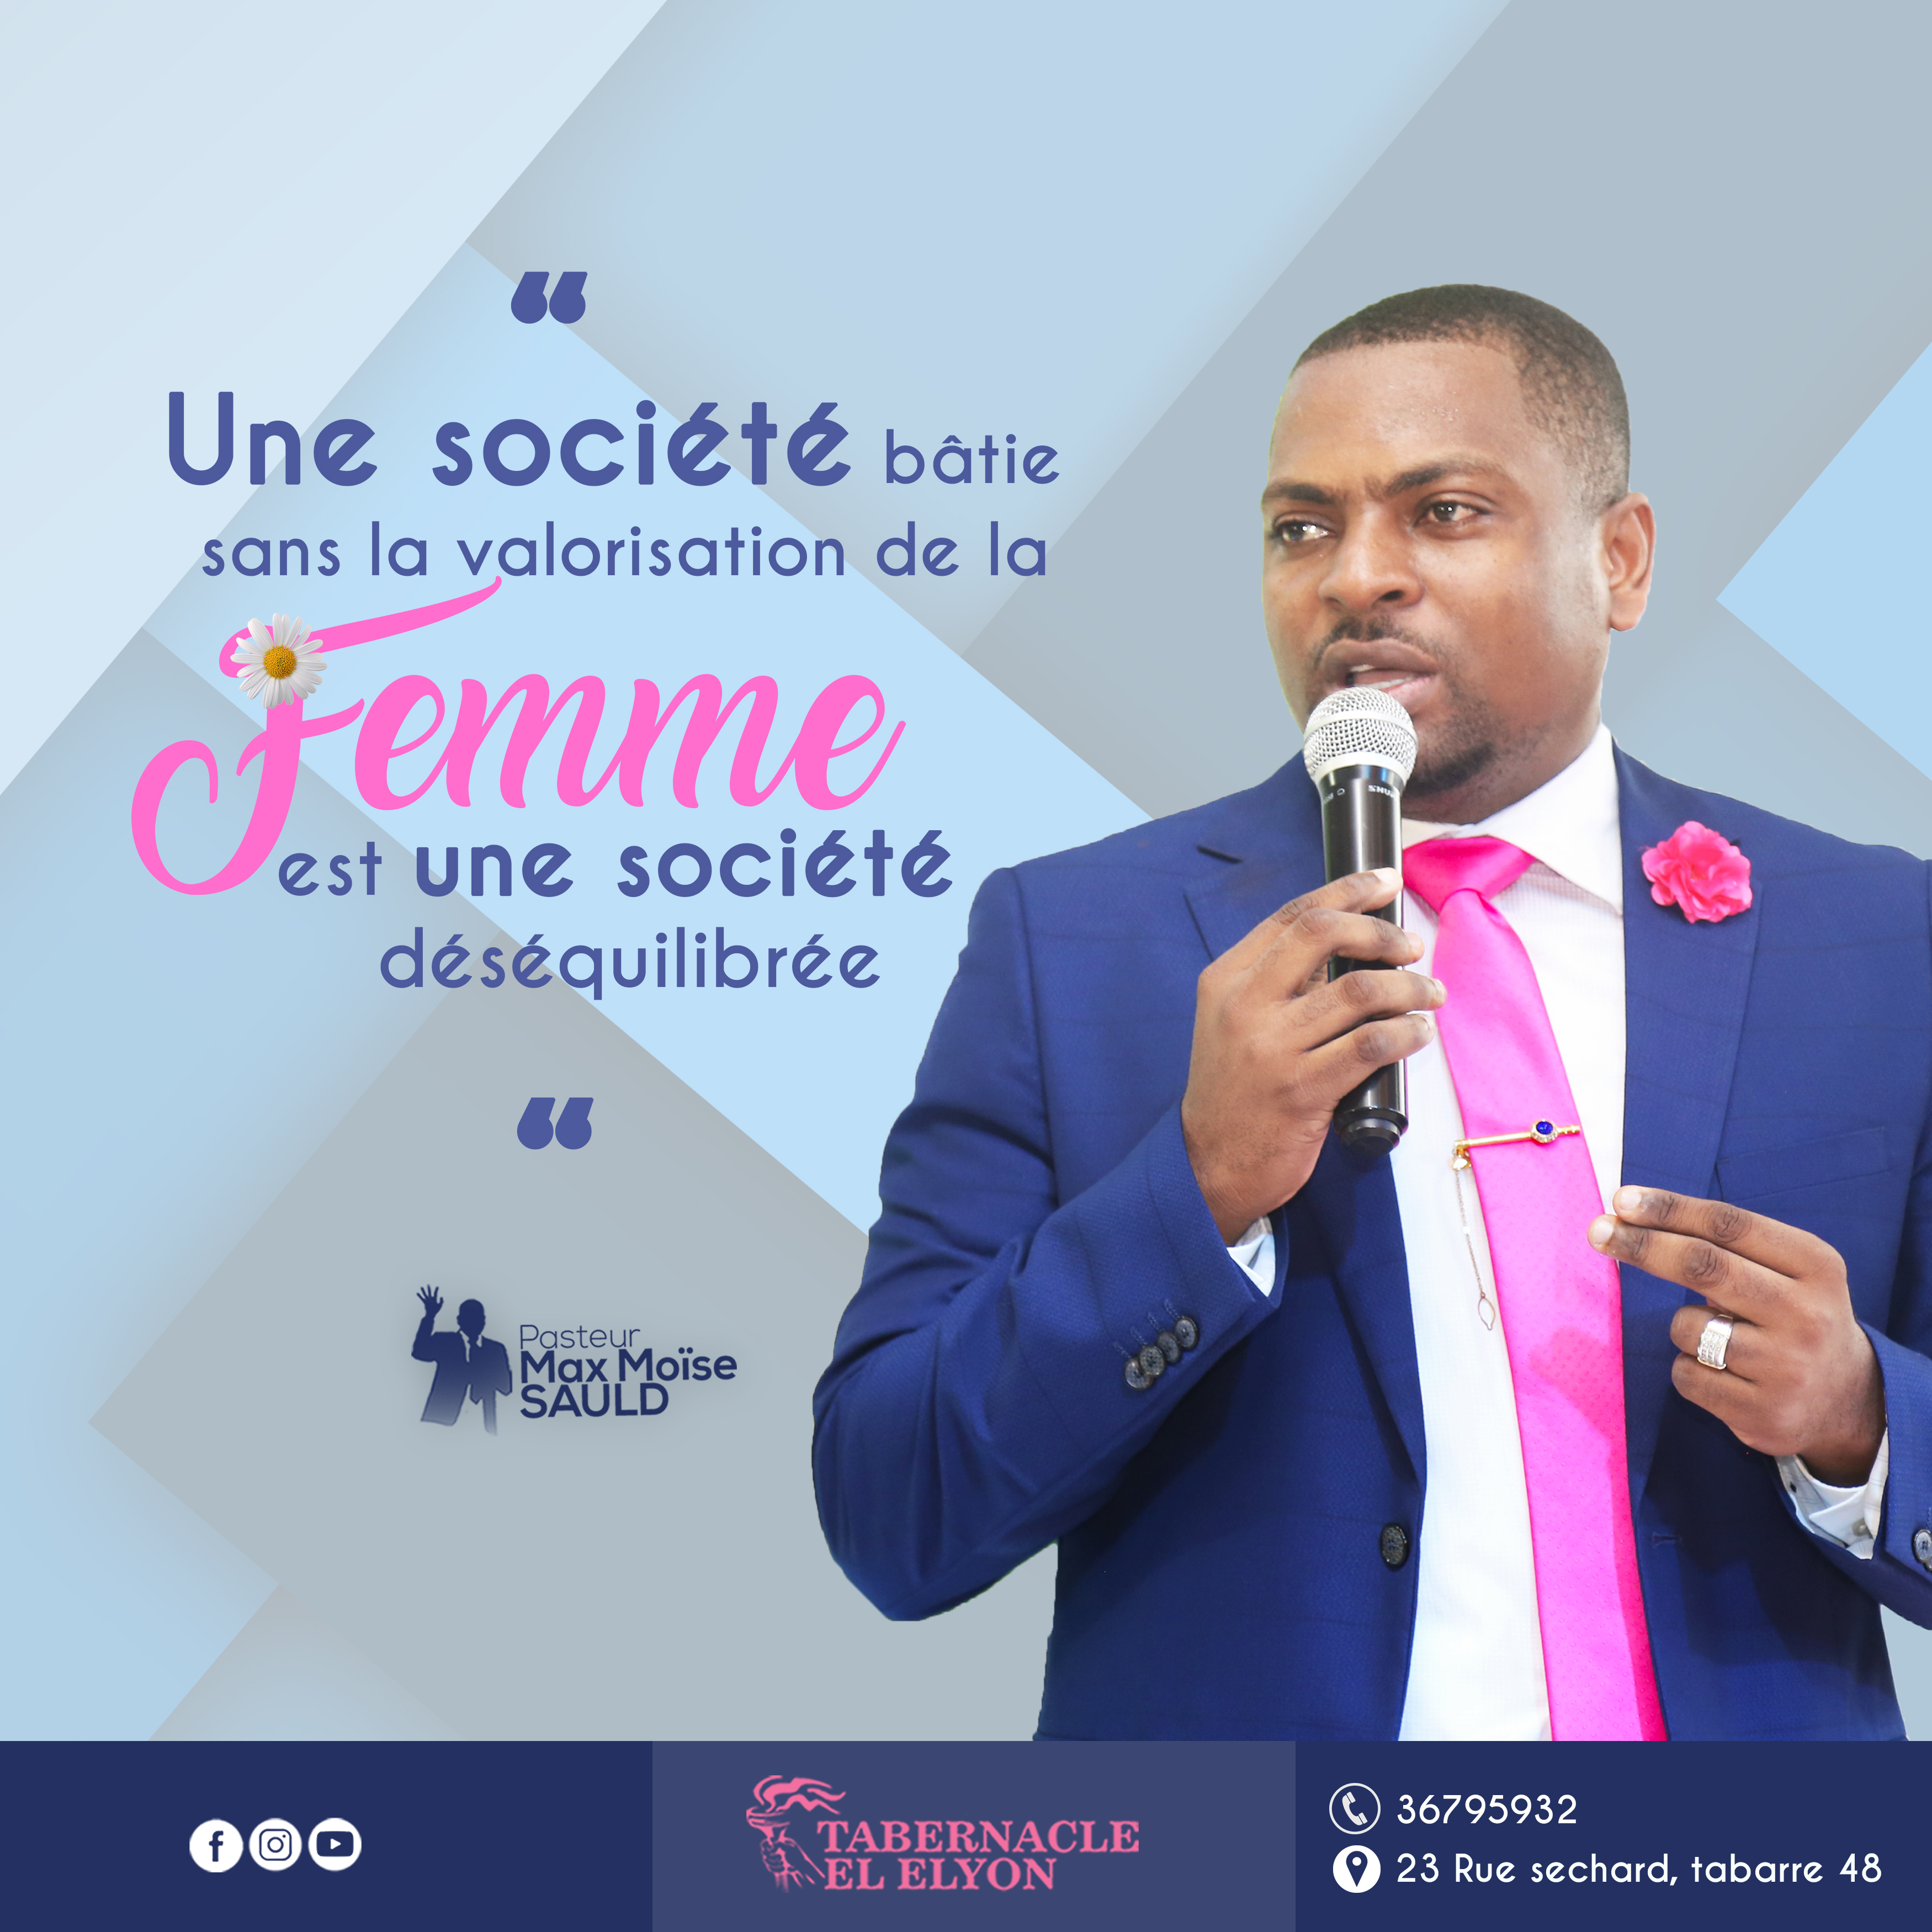 “
Une société bâtie
sans la valorisation de la
Femme
est une société
déséquilibrée
“
Pasteur
Max Moïse
SAULD
TABERNACLE
EL ELYON
36795932
23 Rue sechard, tabarre 48